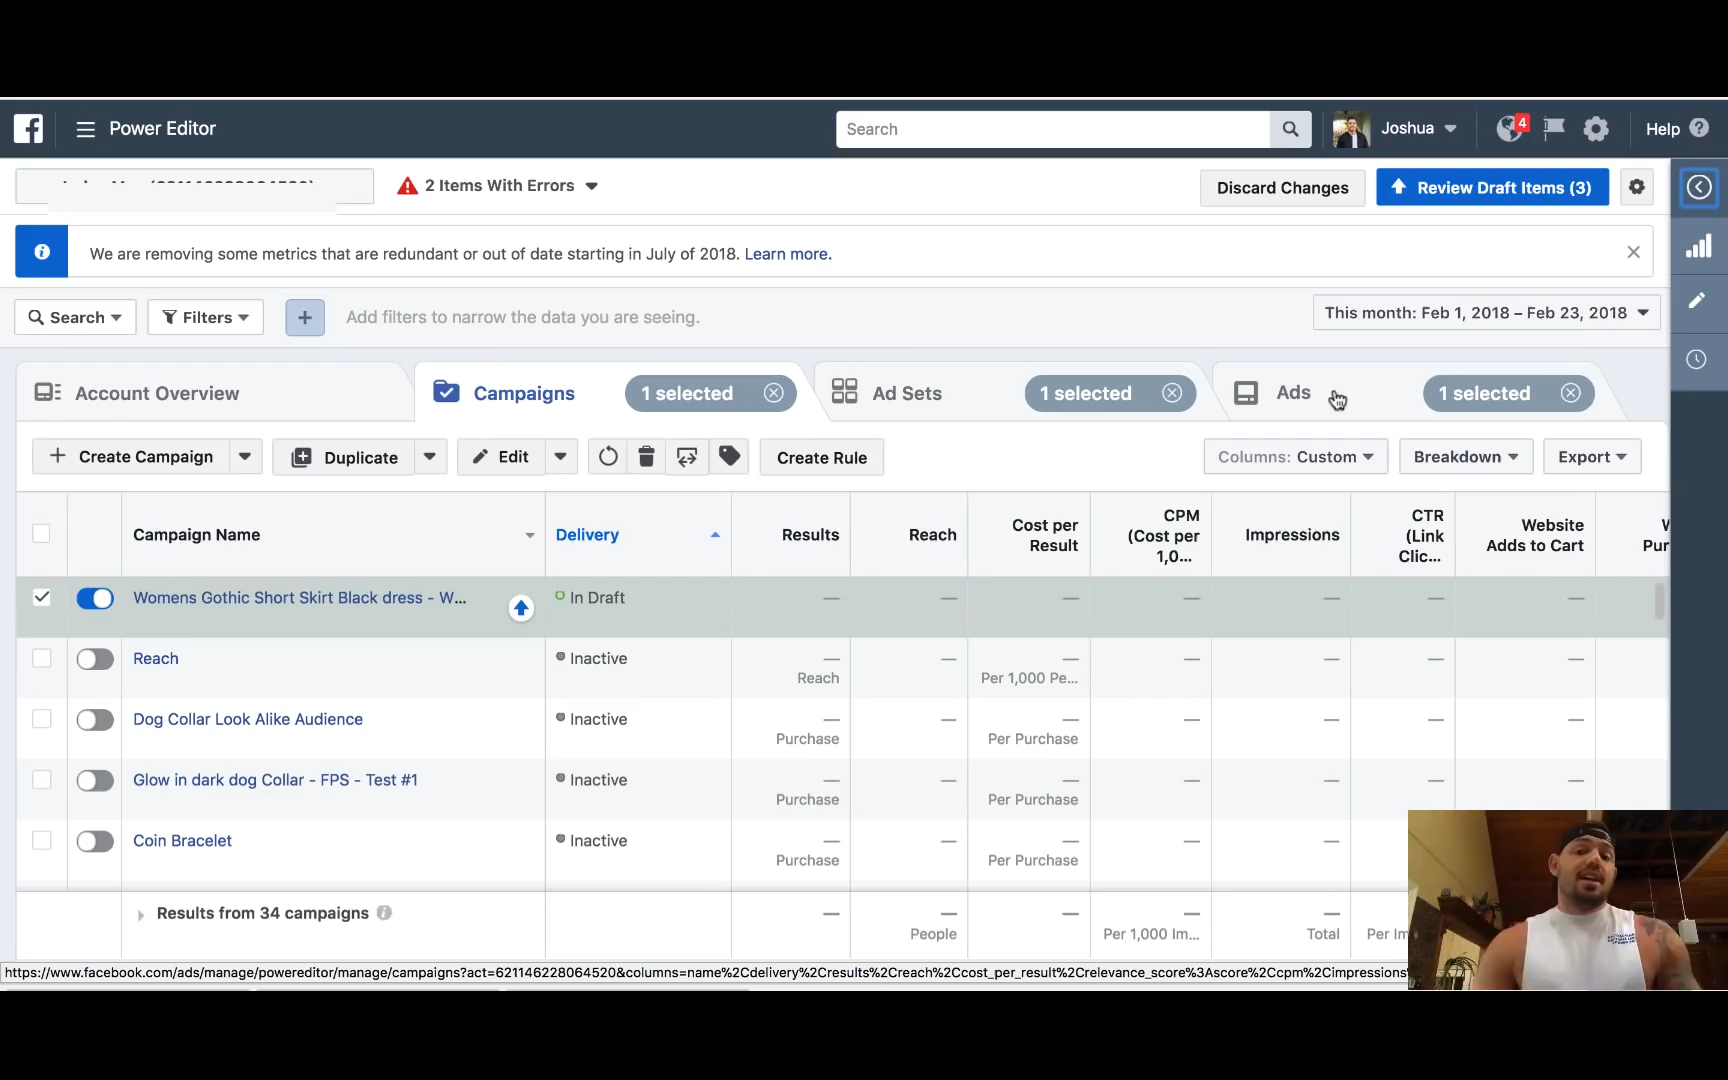 Power Editor
Search
Joshua
4
Help
2 Items With Errors
Discard Changes
Review Draft Items (3)
We are removing some metrics that are redundant or out of date starting in July of 2018. Learn more.
Search
Filters
+
Add filters to narrow the data you are seeing.
This month: Feb 1, 2018 – Feb 23, 2018
Account Overview
Campaigns
1 selected
Ad Sets
1 selected
Ads
1 selected
+ Create Campaign
Duplicate
Edit
Create Rule
Columns: Custom
Breakdown
Export
Campaign Name
Delivery
Results
Reach
Cost per
Result
CPM
(Cost per
1,0...
Impressions
CTR
(Link
Clic...
Website
Adds to Cart
W
Pur
Womens Gothic Short Skirt Black dress - W...
In Draft
— — — — — — —
Reach
Inactive
— — — — — — —
Reach
Per 1,000 Pe...
Dog Collar Look Alike Audience
Inactive
— — — — — — —
Purchase
Per Purchase
Glow in dark dog Collar - FPS - Test #1
Inactive
— — — — — — —
Purchase
Per Purchase
Coin Bracelet
Inactive
— — — — —
Purchase
Per Purchase
Results from 34 campaigns
— — — — —
People
Per 1,000 Im...
Total
Per Im
https://www.facebook.com/ads/manage/powereditor/manage/campaigns?act=621146228064520&columns=name%2Cdelivery%2Cresults%2Creach%2Ccost_per_result%2Crelevance_score%3Ascore%2Ccpm%2Cimpressions